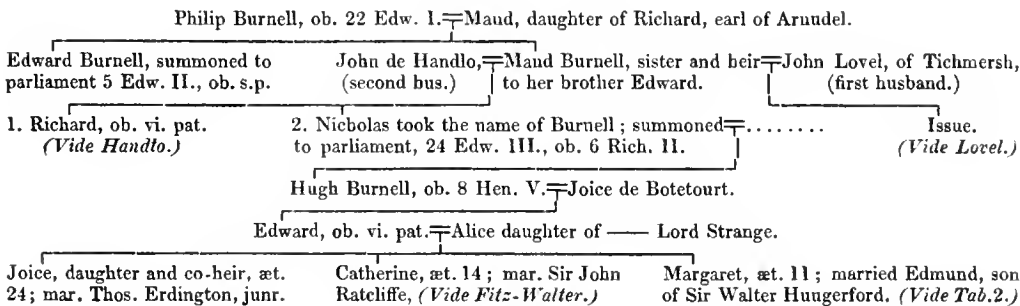 Philip Burnell, ob. 22 Edw. I.=Maud, daughter of Richard, earl of Arundel.
Edward Burnell, summoned to parliament 5 Edw. II., ob. s.p.
John de Handlo, (second hus.)
=Maud Burnell, sister and heir to her brother Edward.
=John Lovel, of Tichmersh, (first husband.)
1. Richard, ob. vi. pat. (Vide Handlo.)
2. Nicholas took the name of Burnell; summoned=........
to parliament, 24 Edw. III., ob. 6 Rich. II.
Issue.
(Vide Lovel.)
Hugh Burnell, ob. 8 Hen. V.=Joice de Botetourt.
Edward, ob. vi. pat.=Alice daughter of —— Lord Strange.
Joice, daughter and co-heir, æt.
24; mar. Thos. Erdington, junr.
Catherine, æt. 14; mar. Sir John
Ratcliffe, (Vide Fitz-Walter.)
Margaret, æt. 11; married Edmund, son
of Sir Walter Hungerford. (Vide Tab.2.)